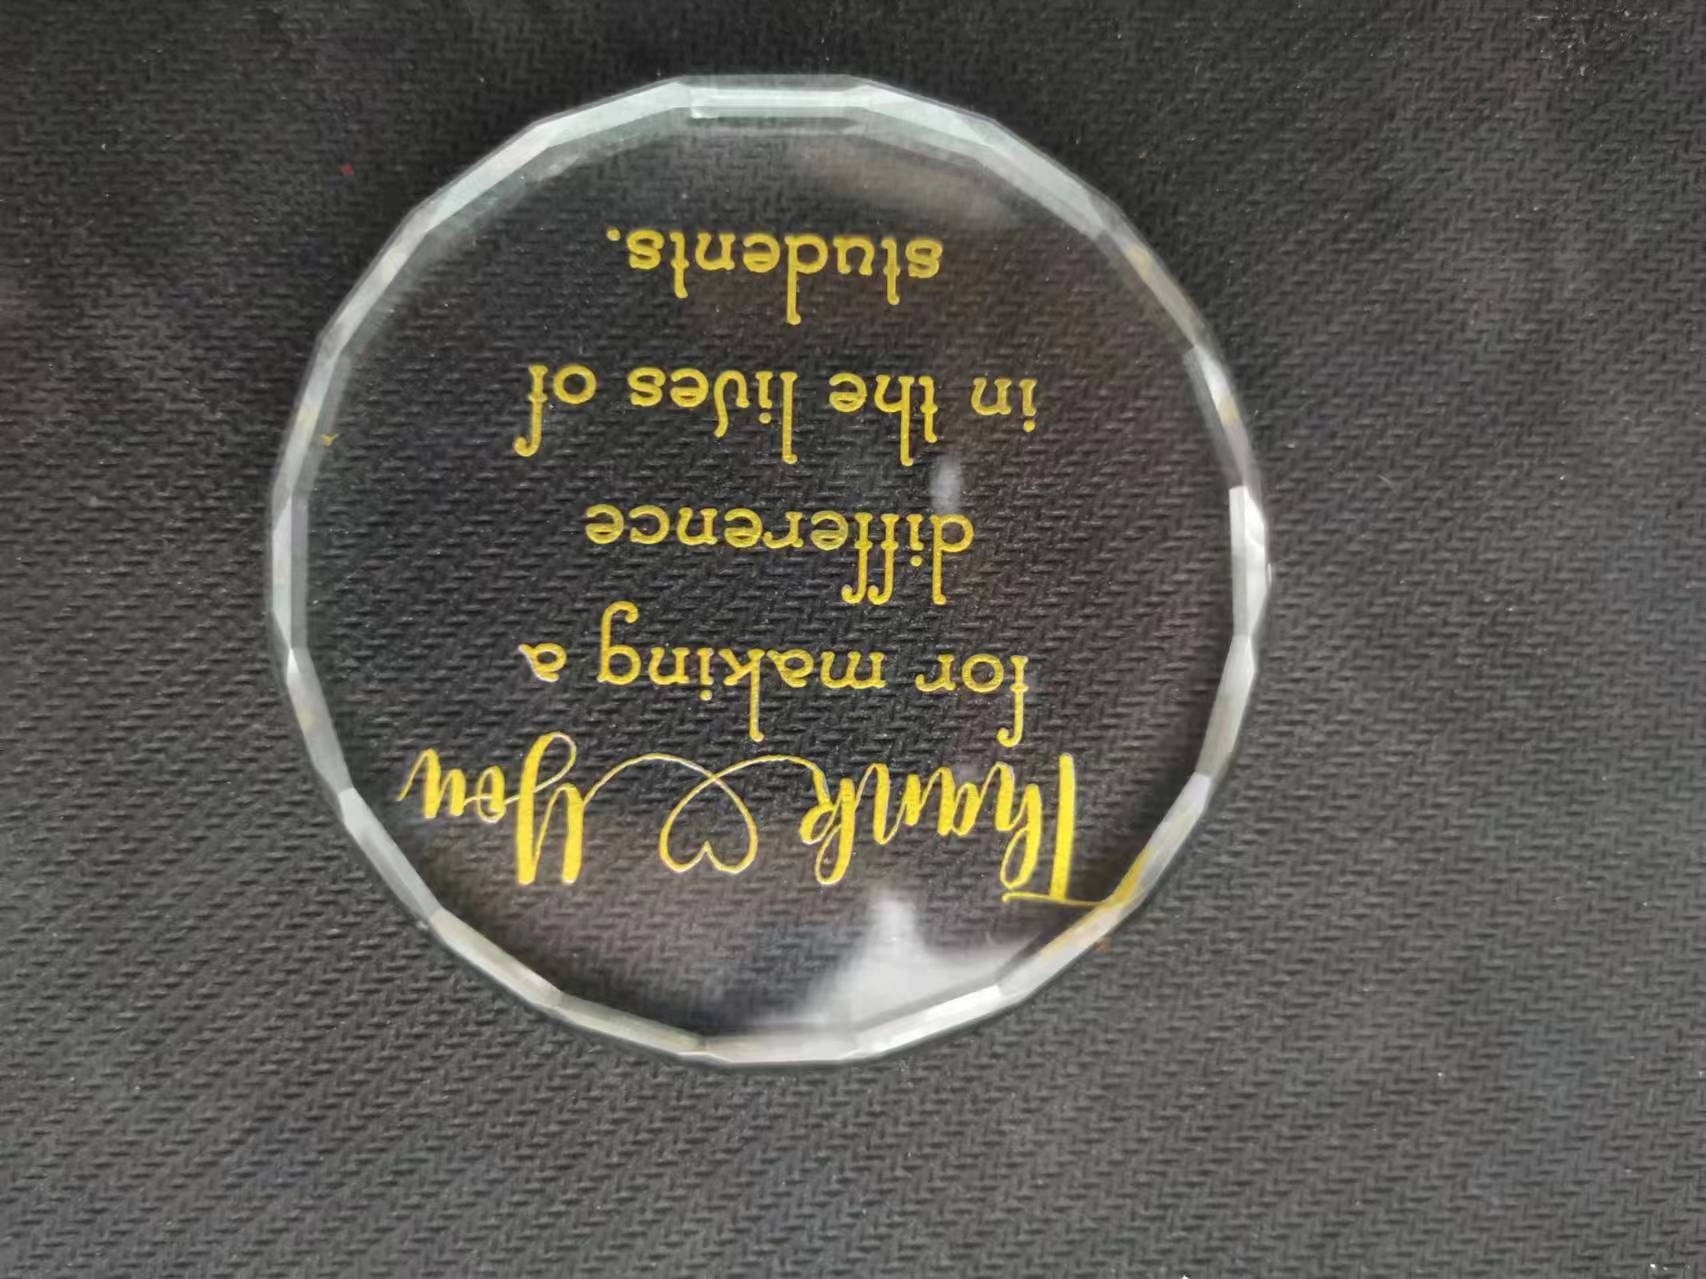 Thank You
for making a
difference
in the lives of
students.